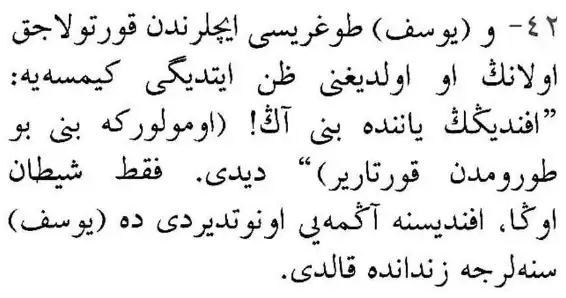 ٤٢- و (يوسف) طوغريسى ايچلرندن قورتولاجق
اولانڭ او اولديغنى ظن ايتديگى كيمسه‌يه:
”افنديڭڭ ياننده بنى آڭ! (اومولوركه بنى بو
طورومدن قورتارير)“ ديدى. فقط شيطان
اوڭا، افنديسنه آڭمه‌يى اونوتديردى ده (يوسف)
سنه‌لرجه زندانده قالدى.